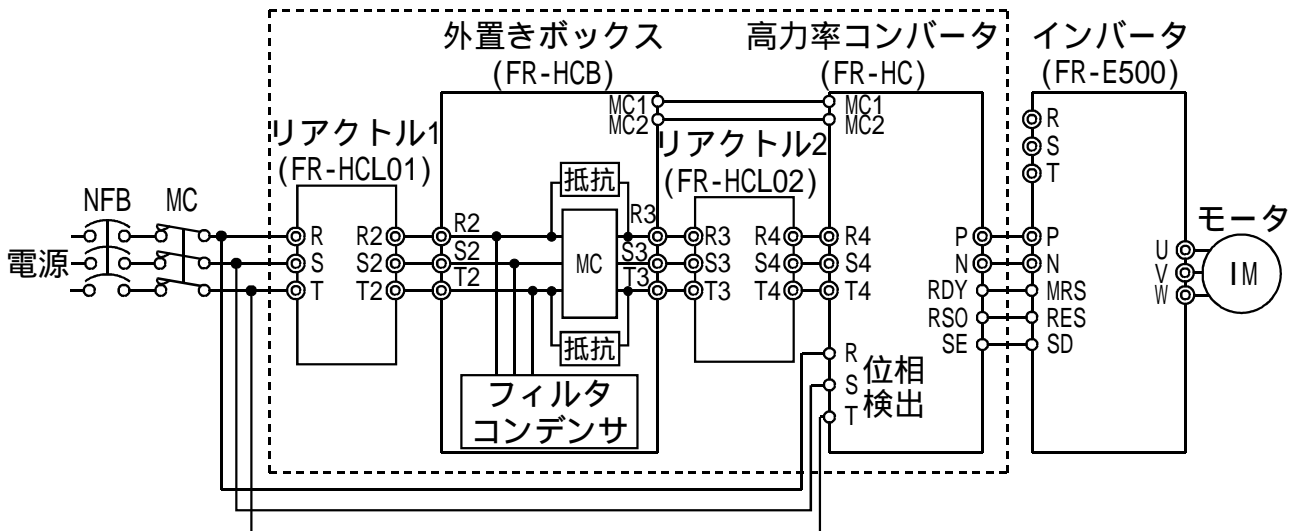 外置きボックス
(FR-HCB)
高力率コンバータ
(FR-HC)
インバータ
(FR-E500)
MC1
MC2
MC1
MC2
リアクトル1
(FR-HCL01)
リアクトル2
(FR-HCL02)
抵抗
NFB
MC
電源
R
S
T
R2
S2
T2
R2
S2
T2
MC
R3
S3
T3
R3
S3
T3
R4
S4
T4
R4
S4
T4
抵抗
フィルタ
コンデンサ
R
S
T
位相
検出
P
N
RDY
RSO
SE
R
S
T
P
N
MRS
RES
SD
U
V
W
モータ
IM